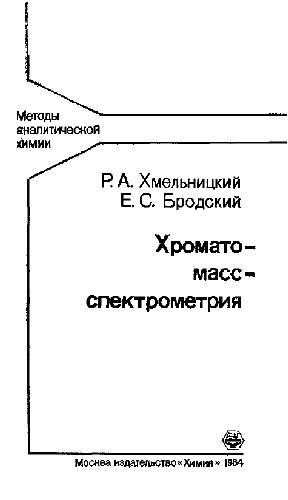 Методы
аналитической
химии
Р. А. Хмельницкий
Е. С. Бродский
Хромато-
масс-
спектрометрия
Москва издательство «Химия» 1984